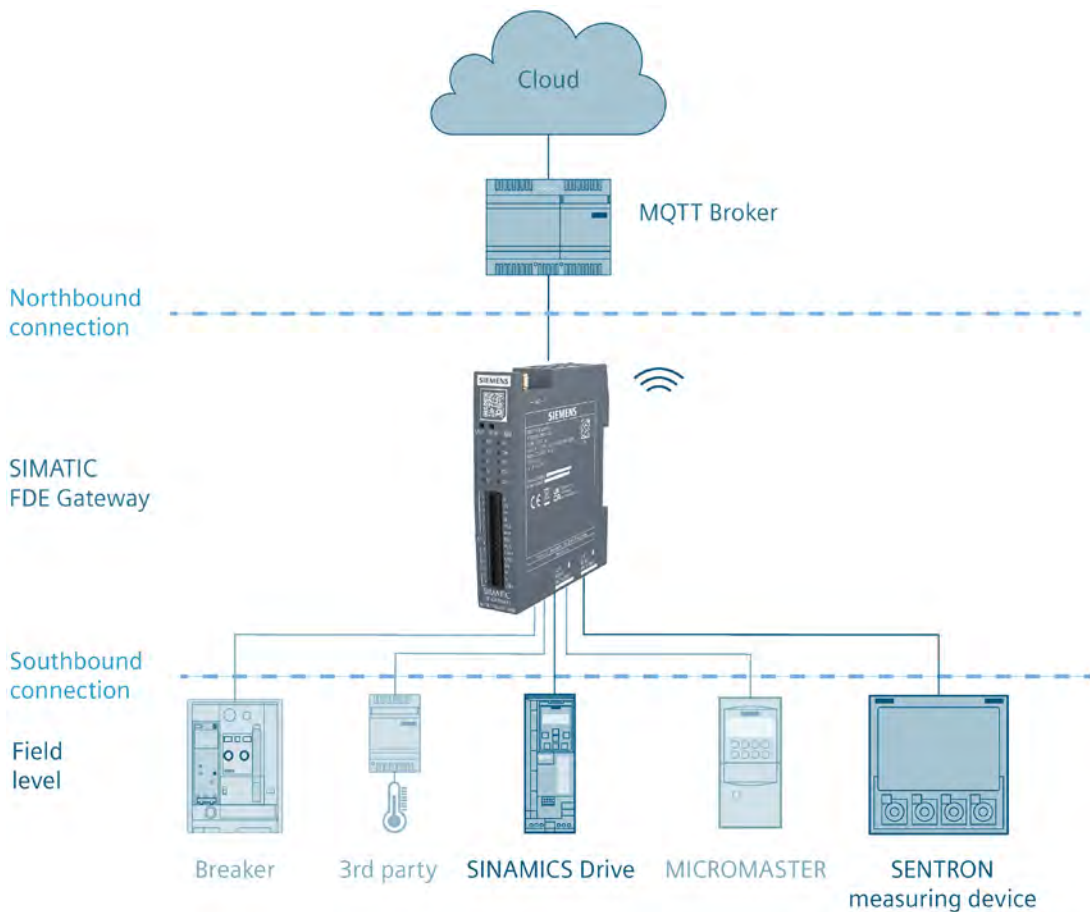 Cloud
MQTT Broker
Northbound
connection
SIEMENS
SIEMENS
SIMATIC
FDE Gateway
SIMATIC
Southbound
connection
Field
level
Breaker
3rd party
SINAMICS Drive
MICROMASTER
SENTRON
measuring device